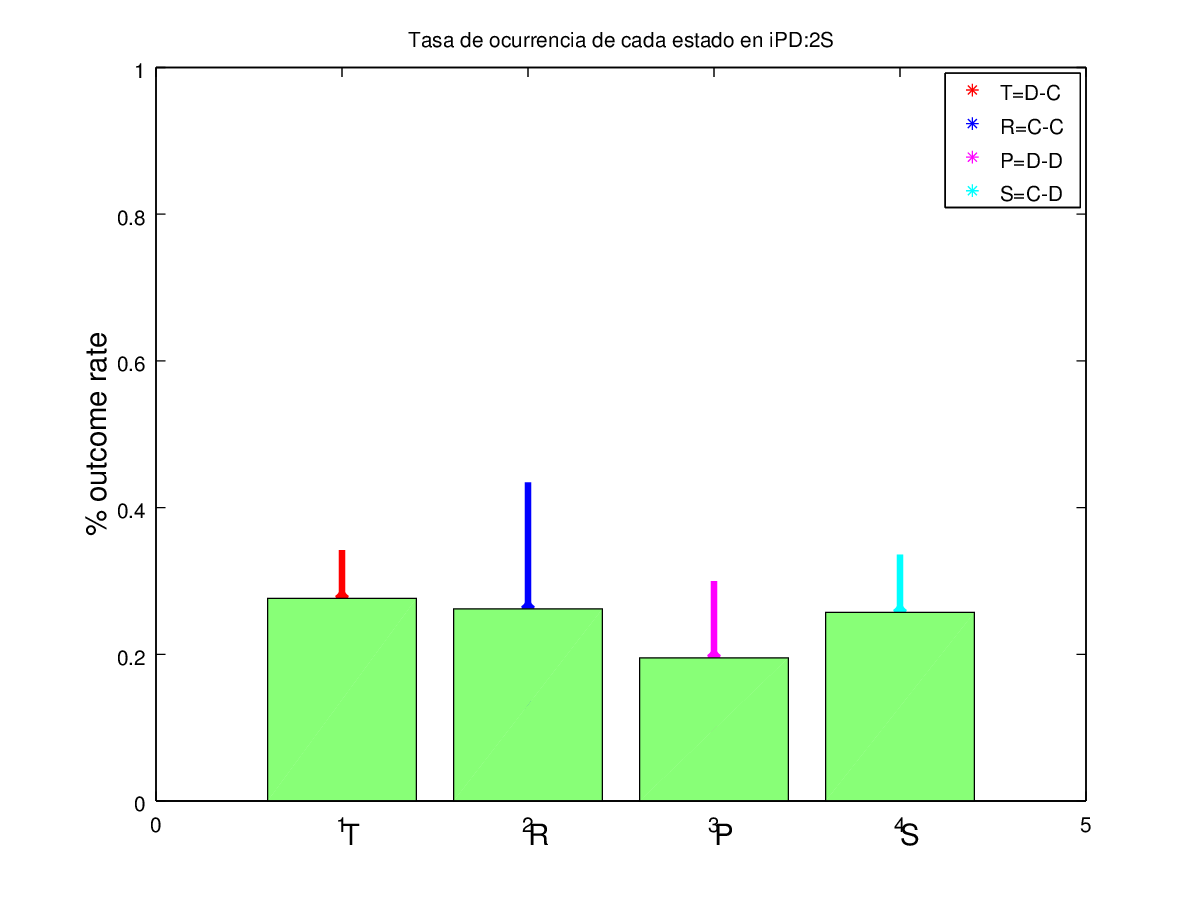 Tasa de ocurrencia de cada estado en iPD:2S
T=D-C
R=C-C
P=D-D
S=C-D
% outcome rate
1
0.8
0.6
0.4
0.2
0
0 1 2 3 4 5
T R P S